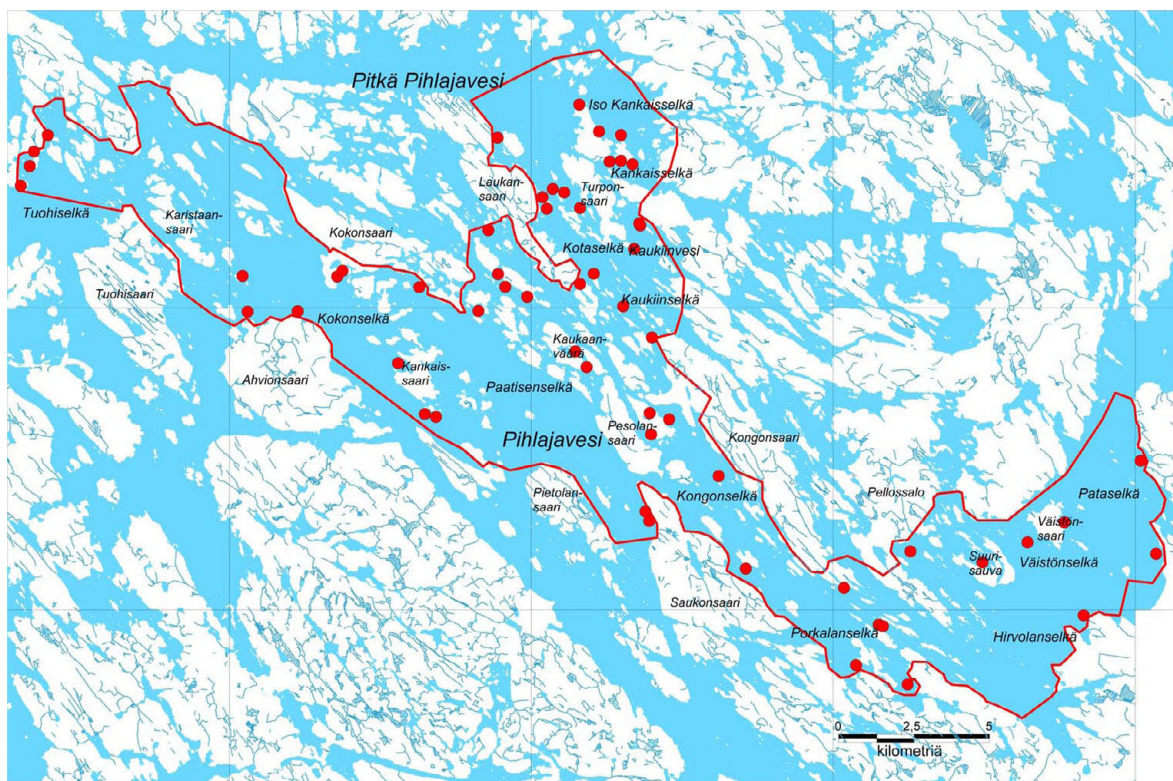 Pitkä Pihlajavesi
Iso Kankaisselkä
Kankaisselkä
Laukan-
saari
Turpon-
saari
Tuohiselkä
Karistaan-
saari
Kokonsaari
Kotaselkä
Kaukiinvesi
Tuohisaari
Kokonselkä
Kaukiinselkä
Kaukaan-
väärä
Ahvionsaari
Kankais-
saari
Paatisenselkä
Pihlajavesi
Pesolan-
saari
Kongonsaari
Pietolan-
saari
Kongonselkä
Pellossalo
Pataselkä
Väistön-
saari
Suuri-
sauva
Väistönselkä
Saukonsaari
Porkalanselkä
Hirvolanselkä
0 2,5 5
kilometriä